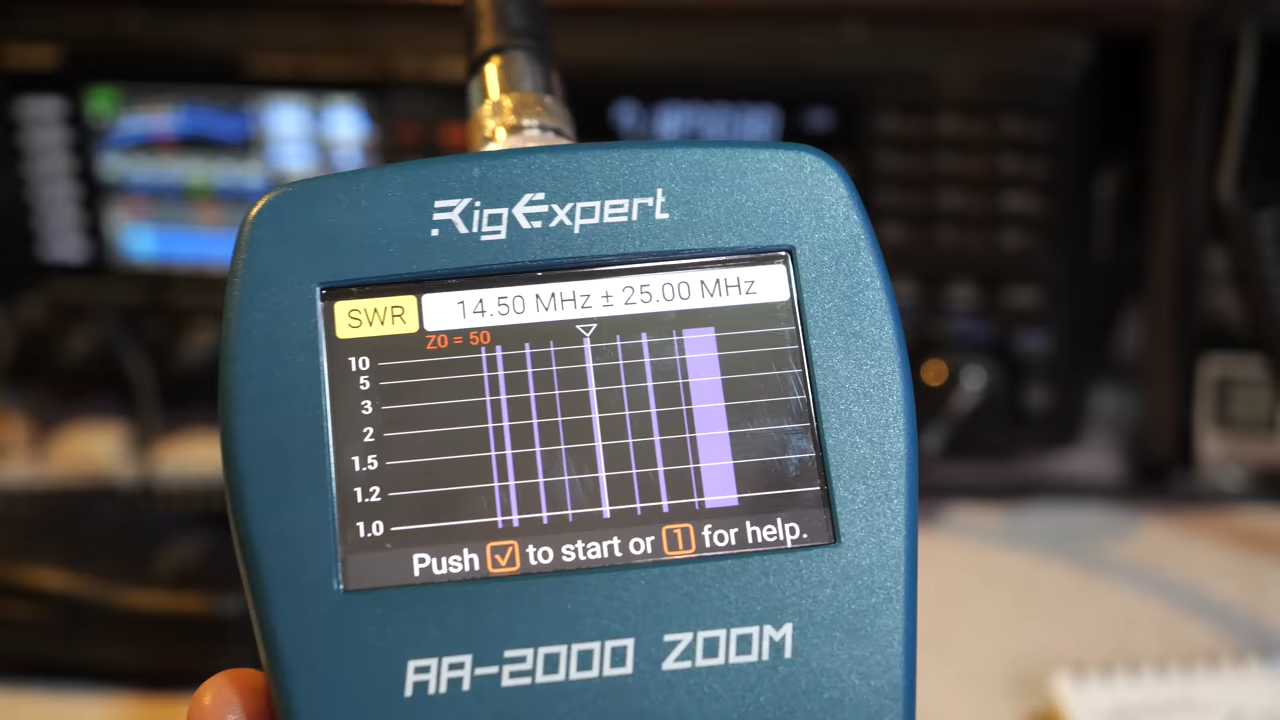 RigExpert
SWR 14.50 MHz ± 25.00 MHz
Z0 = 50
10
5
3
2
1.5
1.2
1.0
Push ✓ to start or 1 for help.
AA-2000 ZOOM